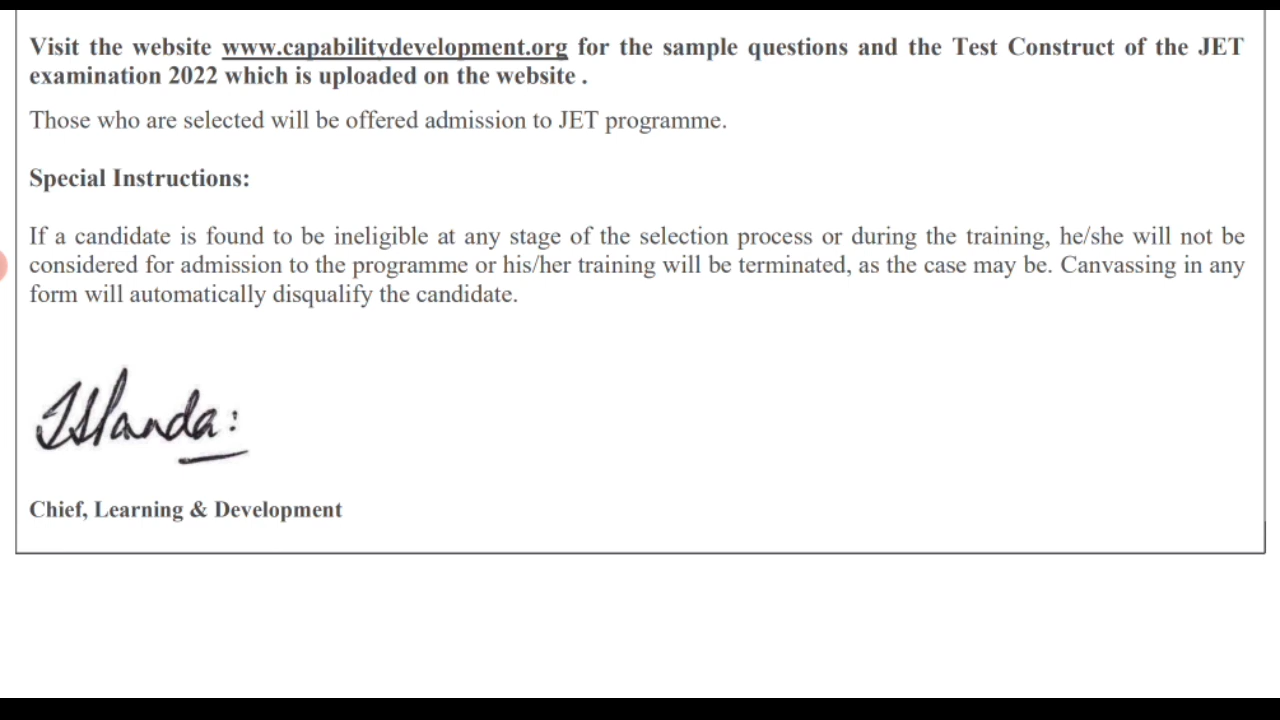 Visit the website www.capabilitydevelopment.org for the sample questions and the Test Construct of the JET
examination 2022 which is uploaded on the website .
Those who are selected will be offered admission to JET programme.
Special Instructions:
If a candidate is found to be ineligible at any stage of the selection process or during the training, he/she will not be
considered for admission to the programme or his/her training will be terminated, as the case may be. Canvassing in any
form will automatically disqualify the candidate.
Chief, Learning & Development